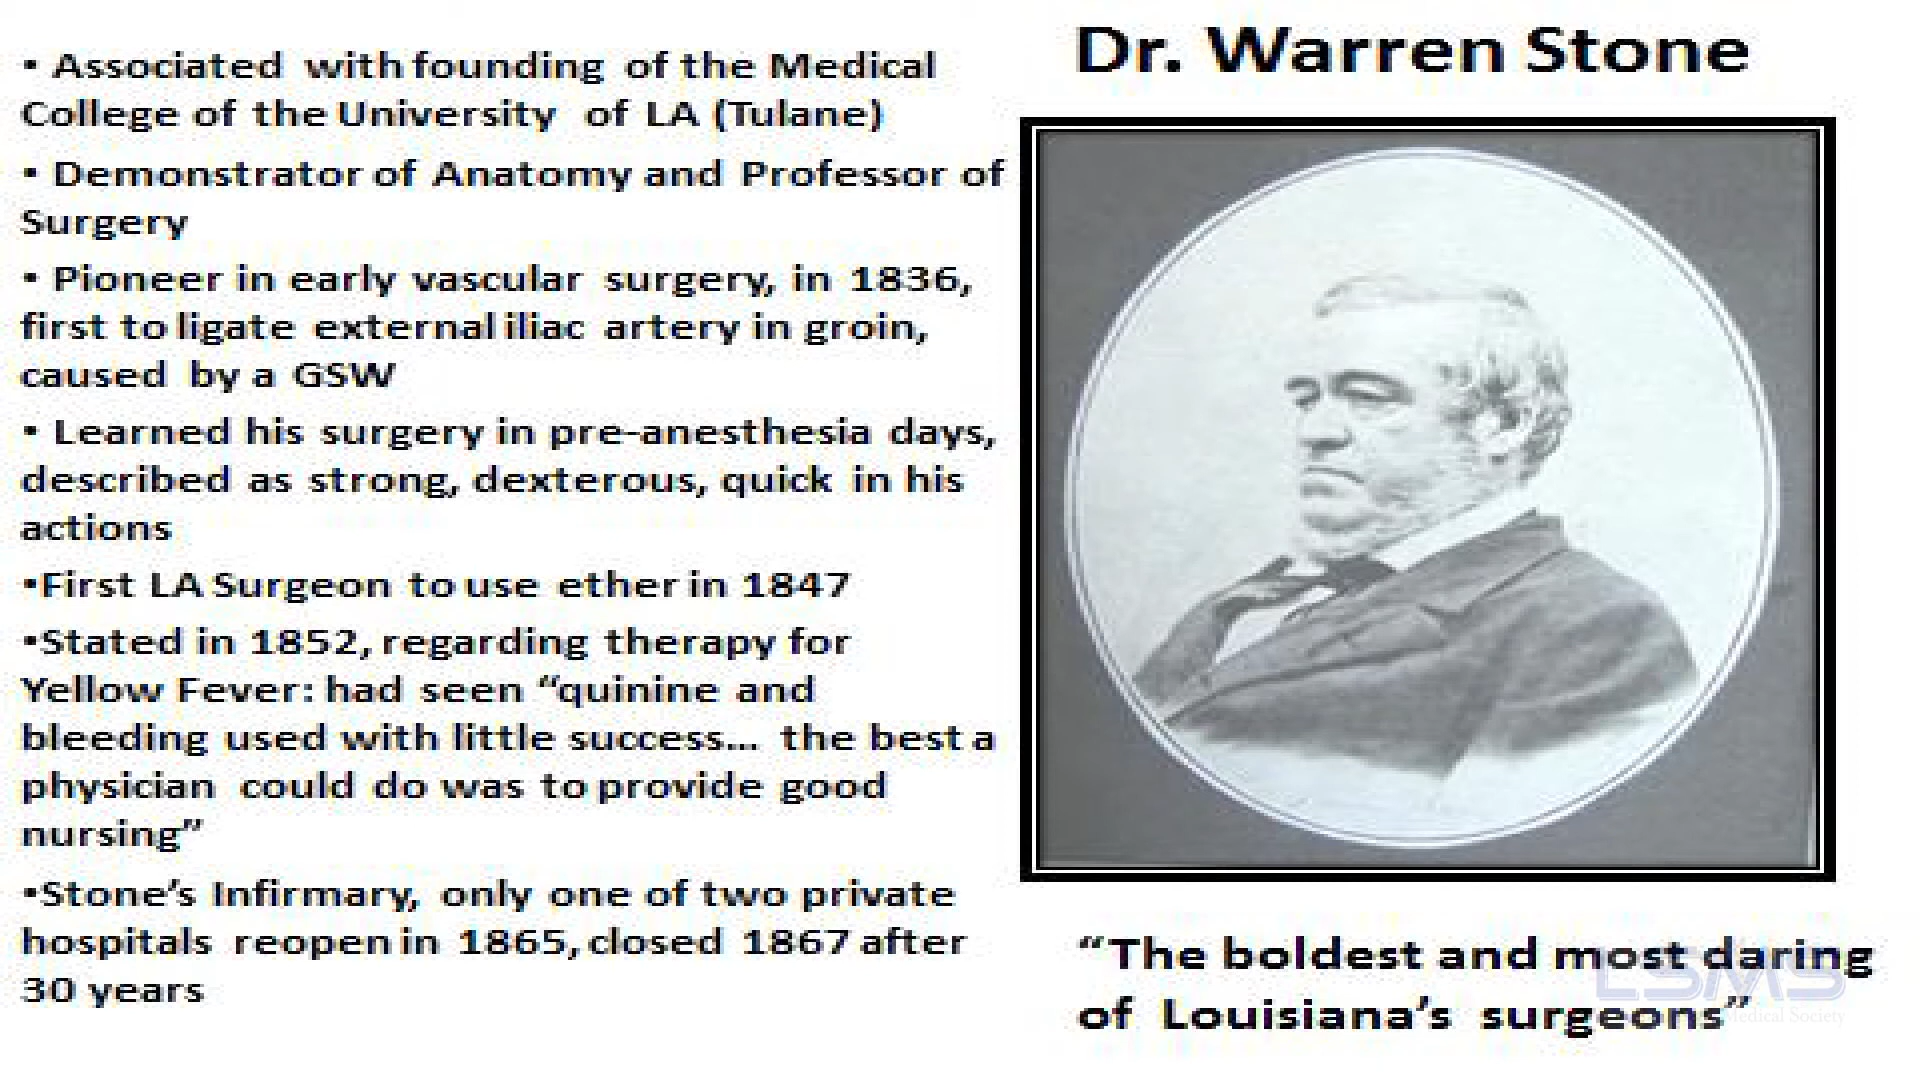 Dr. Warren Stone
• Associated with founding of the Medical
College of the University of LA (Tulane)
• Demonstrator of Anatomy and Professor of
Surgery
• Pioneer in early vascular surgery, in 1836,
first to ligate external iliac artery in groin,
caused by a GSW
• Learned his surgery in pre-anesthesia days,
described as strong, dexterous, quick in his
actions
•First LA Surgeon to use ether in 1847
•Stated in 1852, regarding therapy for
Yellow Fever: had seen “quinine and
bleeding used with little success... the best a
physician could do was to provide good
nursing”
•Stone’s Infirmary, only one of two private
hospitals reopen in 1865, closed 1867 after
30 years
“The boldest and most daring
of Louisiana’s surgeons”
LSMS
Medical Society